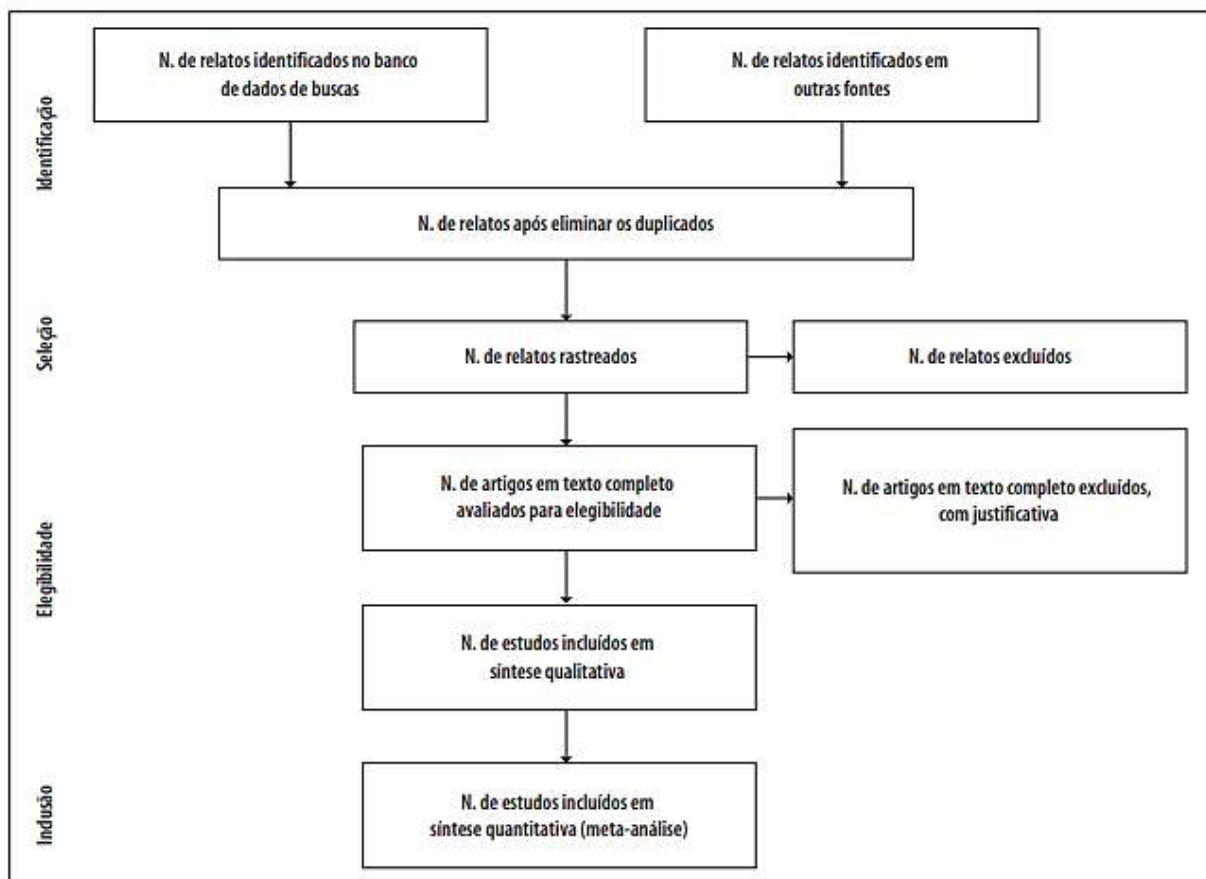 Identificação
N. de relatos identificados no banco
de dados de buscas
N. de relatos identificados em
outras fontes
N. de relatos após eliminar os duplicados
Seleção
N. de relatos rastreados
N. de relatos excluídos
Elegibilidade
N. de artigos em texto completo
avaliados para elegibilidade
N. de artigos em texto completo excluídos,
com justificativa
N. de estudos incluídos em
síntese qualitativa
Inclusão
N. de estudos incluídos em
síntese quantitativa (meta-análise)